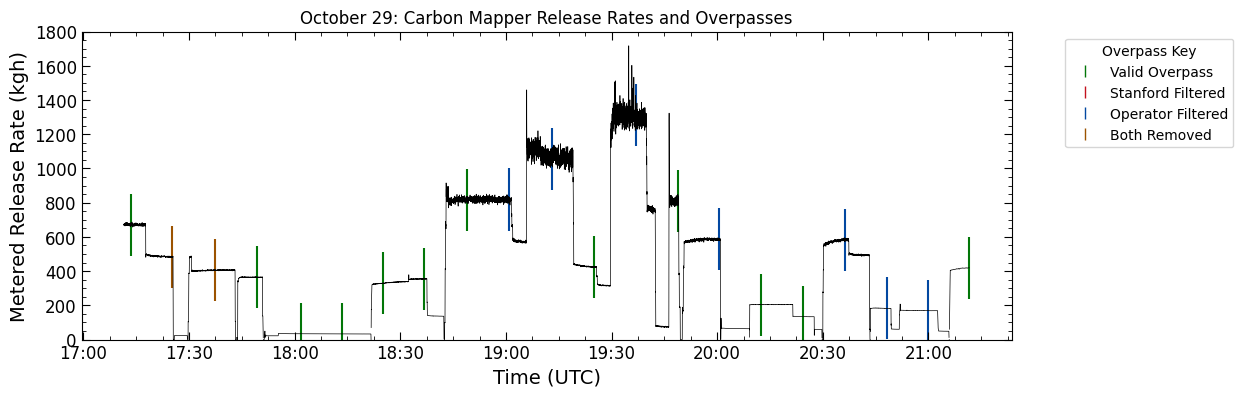 October 29: Carbon Mapper Release Rates and Overpasses
Metered Release Rate (kgh)
1800
1600
1400
1200
1000
800
600
400
200
0
17:00 17:30 18:00 18:30 19:00 19:30 20:00 20:30 21:00
Time (UTC)
Overpass Key
Valid Overpass
Stanford Filtered
Operator Filtered
Both Removed